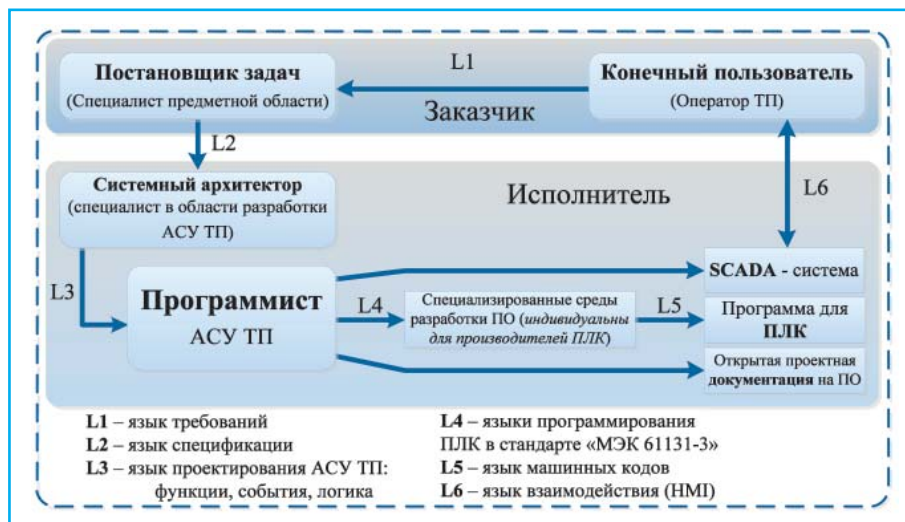 L1
Постановщик задач
(Специалист предметной области)
Конечный пользователь
(Оператор ТП)
Заказчик
L2
Системный архитектор
(специалист в области разработки
АСУ ТП)
Исполнитель
L6
L3
Программист
АСУ ТП
L4
Специализированные среды
разработки ПО (индивидуальны
для производителей ПЛК)
L5
SCADA - система
Программа для
ПЛК
Открытая проектная
документация на ПО
L1 – язык требований
L2 – язык спецификации
L3 – язык проектирования АСУ ТП:
функции, события, логика
L4 – языки программирования
ПЛК в стандарте «МЭК 61131-3»
L5 – язык машинных кодов
L6 – язык взаимодействия (HMI)